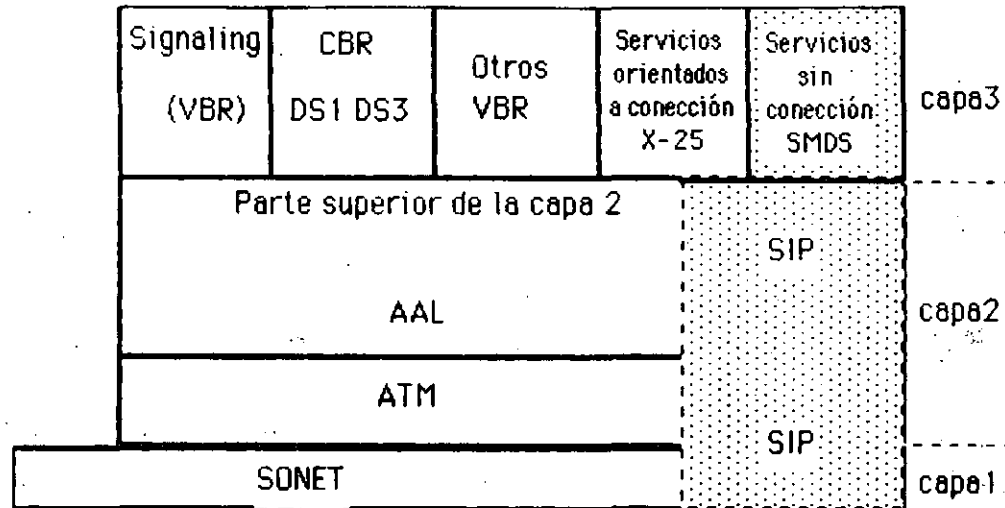 Signaling
(VBR)
CBR
DS1 DS3
Otros
VBR
Servicios
orientados
a conección
X-25
Servicios
sin
conección
SMDS
capa3
Parte superior de la capa 2
SIP
AAL
capa2
ATM
SIP
SONET
capa1